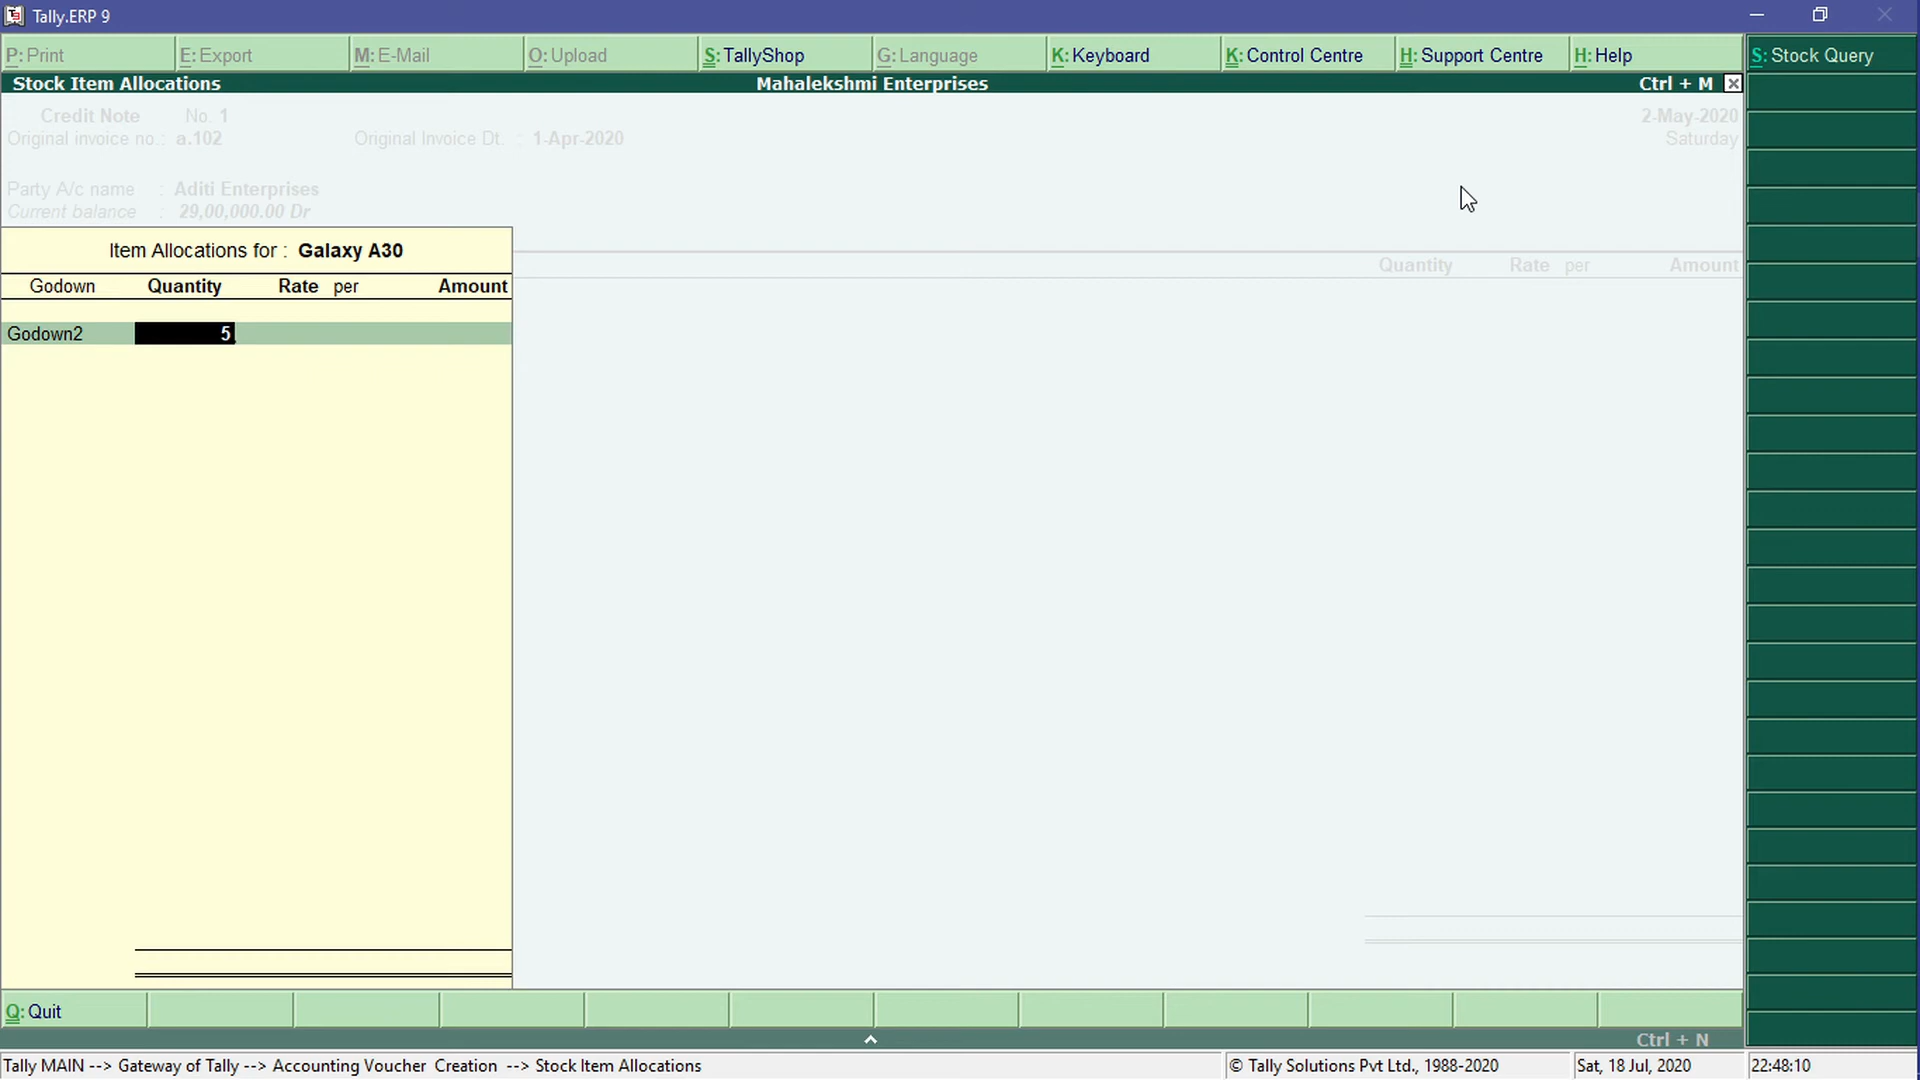 Tally.ERP 9
P: Print E: Export M: E-Mail O: Upload S: TallyShop G: Language K: Keyboard K: Control Centre H: Support Centre H: Help S: Stock Query
Stock Item Allocations Mahalekshmi Enterprises Ctrl + M
Credit Note No. 1 2-May-2020
Original invoice no.: a.102 Original Invoice Dt. : 1-Apr-2020 Saturday
Party A/c name : Aditi Enterprises
Current balance : 29,00,000.00 Dr
Item Allocations for : Galaxy A30
Quantity Rate per Amount
Godown Quantity Rate per Amount
Godown2 5
Q: Quit
Ctrl + N
Tally MAIN --> Gateway of Tally --> Accounting Voucher Creation --> Stock Item Allocations © Tally Solutions Pvt Ltd., 1988-2020 Sat, 18 Jul, 2020 22:48:10